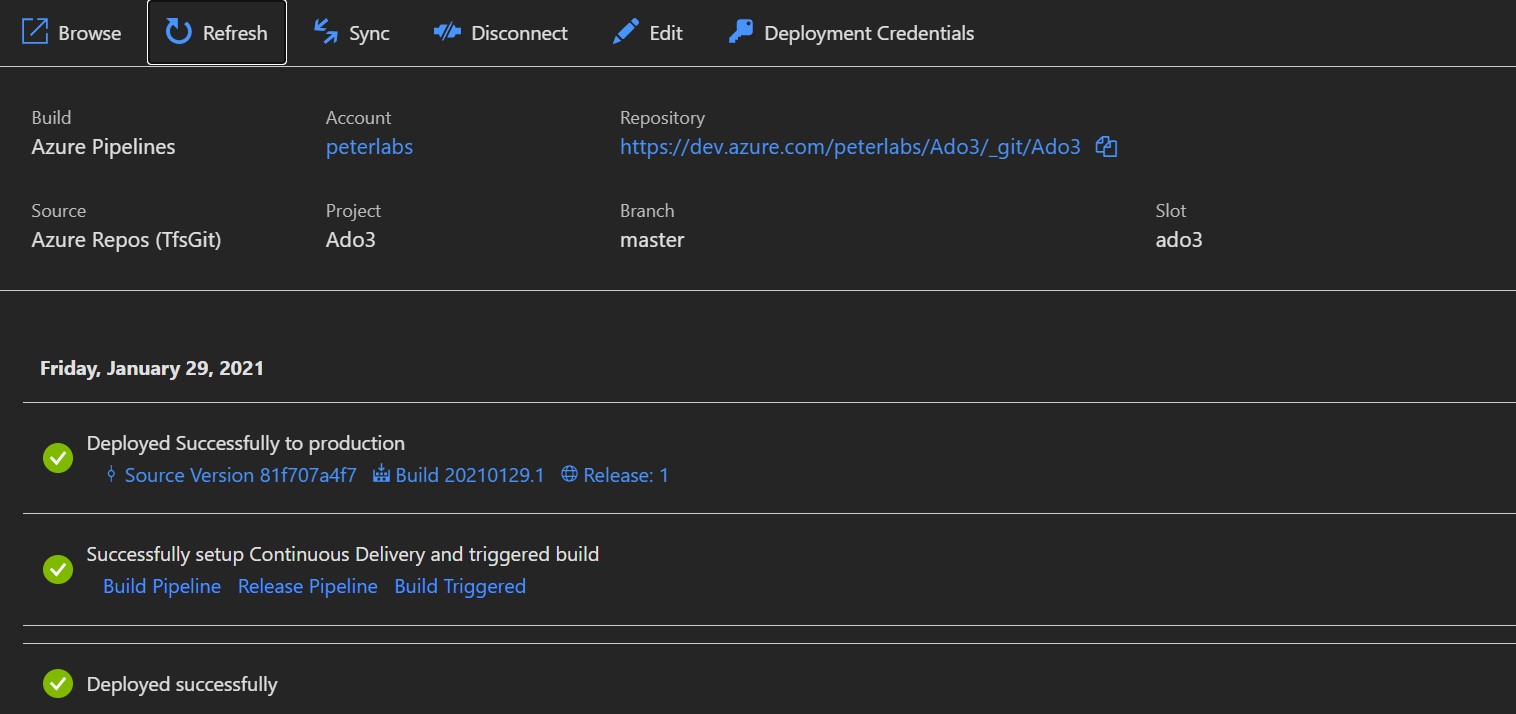 Browse Refresh Sync Disconnect Edit Deployment Credentials
Build Account Repository
Azure Pipelines peterlabs https://dev.azure.com/peterlabs/Ado3/_git/Ado3
Source Project Branch Slot
Azure Repos (TfsGit) Ado3 master ado3
Friday, January 29, 2021
Deployed Successfully to production
Source Version 81f707a4f7 Build 20210129.1 Release: 1
Successfully setup Continuous Delivery and triggered build
Build Pipeline Release Pipeline Build Triggered
Deployed successfully